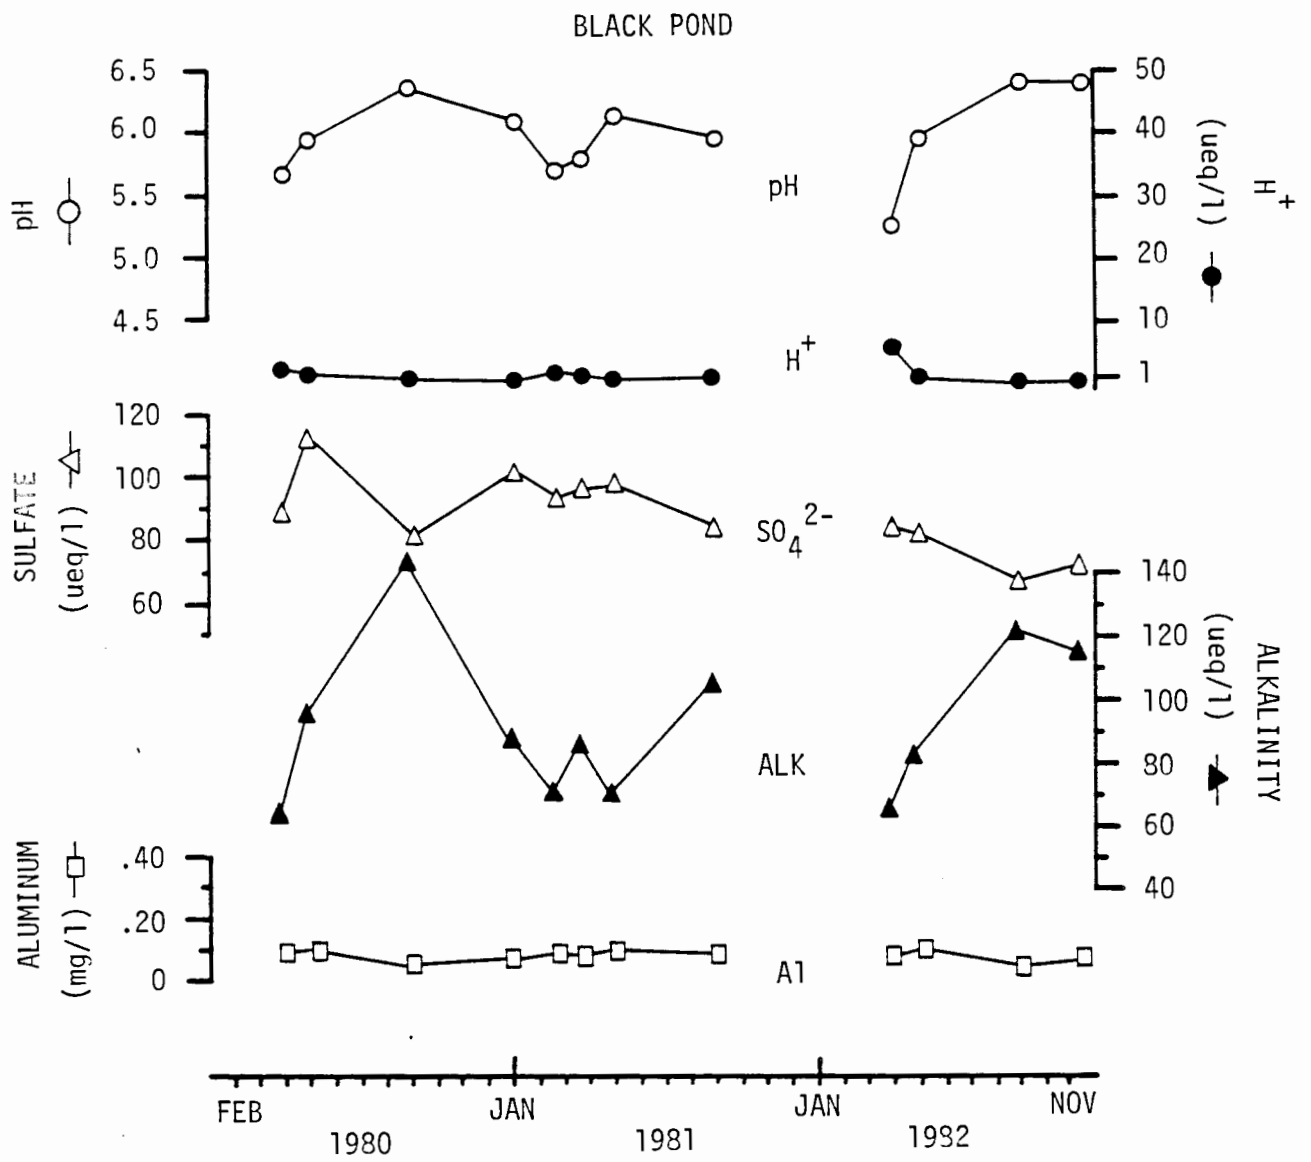 BLACK POND
6.5
6.0
5.5
5.0
4.5
pH
50
40
30
20
10
1
H+
(ueq/l)
pH
H+
120
100
80
60
SULFATE
(ueq/l)
SO4 2-
140
120
100
80
60
40
ALKALINITY
(ueq/l)
ALK
.40
.20
0
ALUMINUM
(mg/l)
Al
FEB JAN JAN NOV
1980 1981 1982